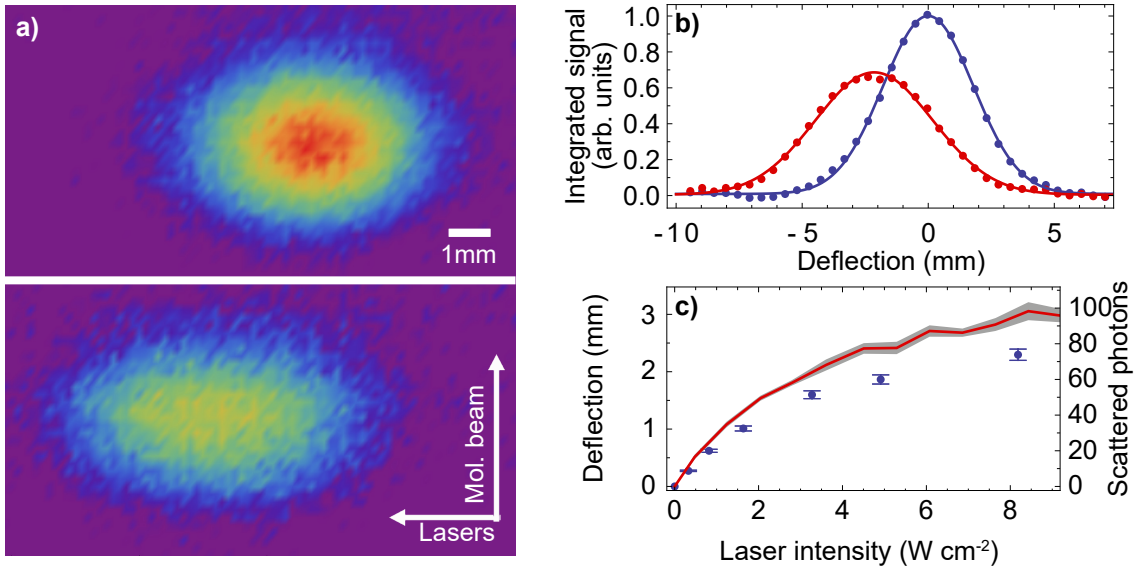 a)
1mm
Mol. beam
Lasers
b)
Integrated signal
(arb. units)
1.0
0.8
0.6
0.4
0.2
0.0
-10
-5
0
5
Deflection (mm)
c)
Deflection (mm)
3
2
1
0
100
80
60
40
20
0
Scattered photons
0
2
4
6
8
Laser intensity (W cm-2)